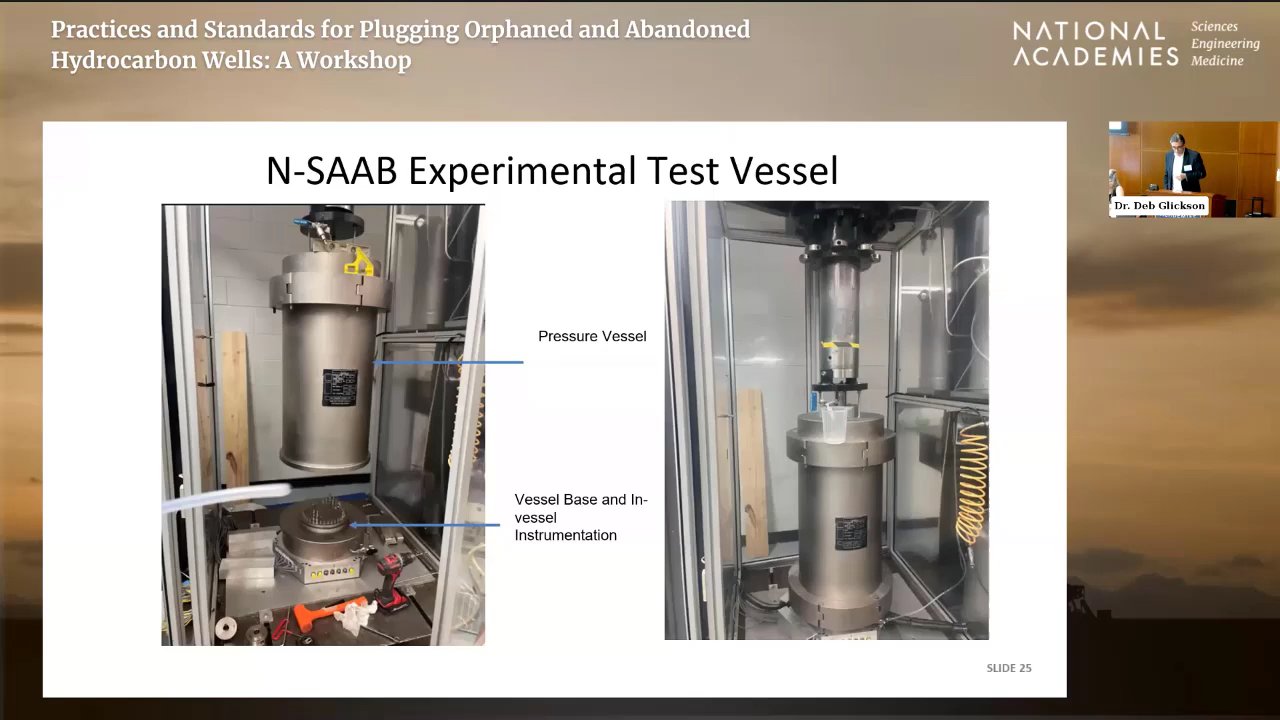 Practices and Standards for Plugging Orphaned and Abandoned
Hydrocarbon Wells: A Workshop
NATIONAL
ACADEMIES
Sciences
Engineering
Medicine
N-SAAB Experimental Test Vessel
Pressure Vessel
Vessel Base and In-
vessel
Instrumentation
SLIDE 25
Dr. Deb Glickson